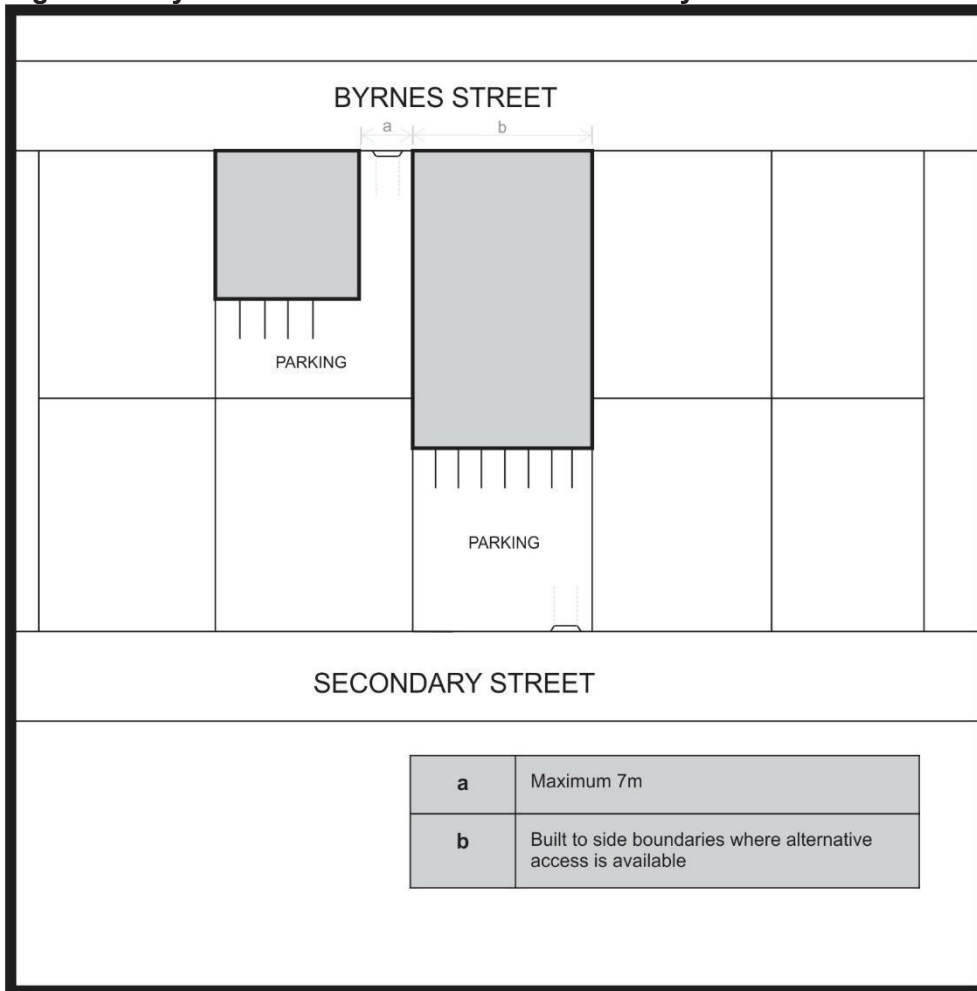 BYRNES STREET
a
b
PARKING
PARKING
SECONDARY STREET
a Maximum 7m
b Built to side boundaries where alternative
access is available